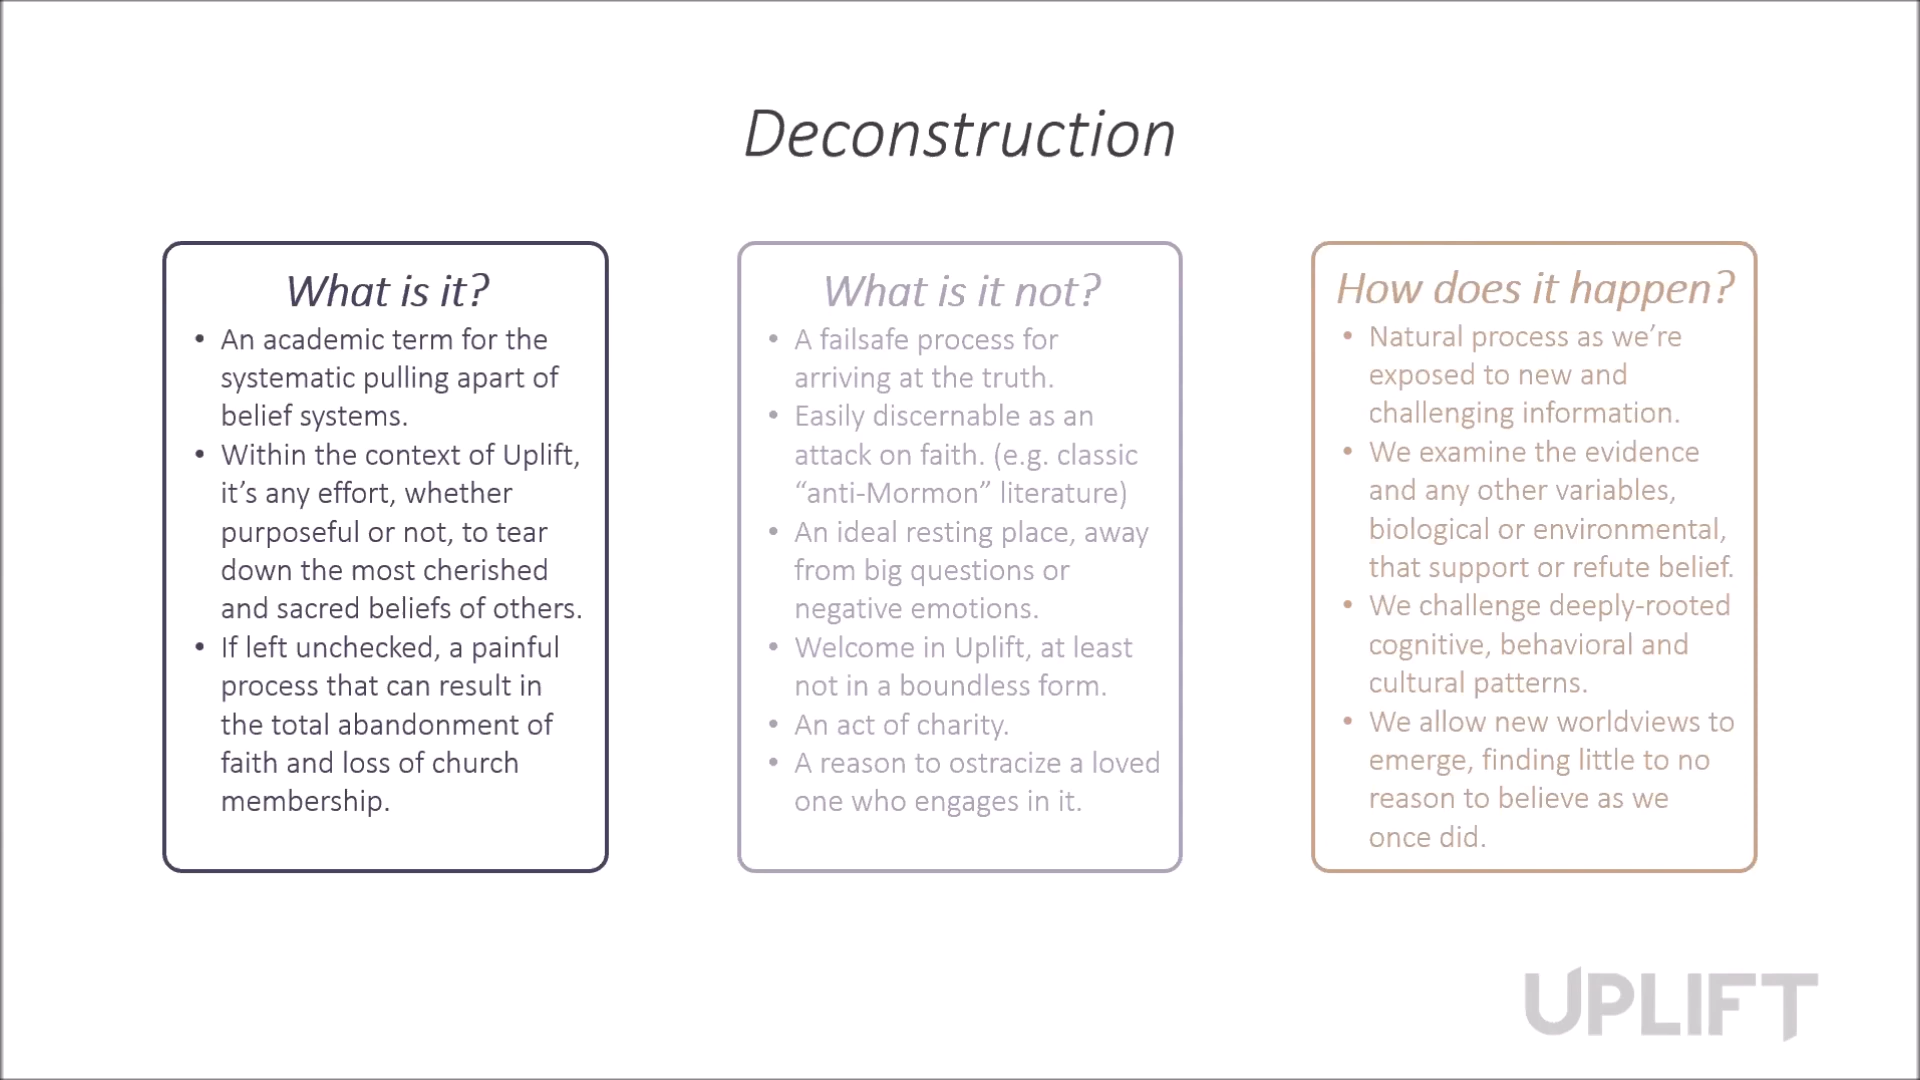 Deconstruction
What is it?
• An academic term for the
systematic pulling apart of
belief systems.
• Within the context of Uplift,
it’s any effort, whether
purposeful or not, to tear
down the most cherished
and sacred beliefs of others.
• If left unchecked, a painful
process that can result in
the total abandonment of
faith and loss of church
membership.
What is it not?
• A failsafe process for
arriving at the truth.
• Easily discernable as an
attack on faith. (e.g. classic
“anti-Mormon” literature)
• An ideal resting place, away
from big questions or
negative emotions.
• Welcome in Uplift, at least
not in a boundless form.
• An act of charity.
• A reason to ostracize a loved
one who engages in it.
How does it happen?
• Natural process as we’re
exposed to new and
challenging information.
• We examine the evidence
and any other variables,
biological or environmental,
that support or refute belief.
• We challenge deeply-rooted
cognitive, behavioral and
cultural patterns.
• We allow new worldviews to
emerge, finding little to no
reason to believe as we
once did.
UPLIFT